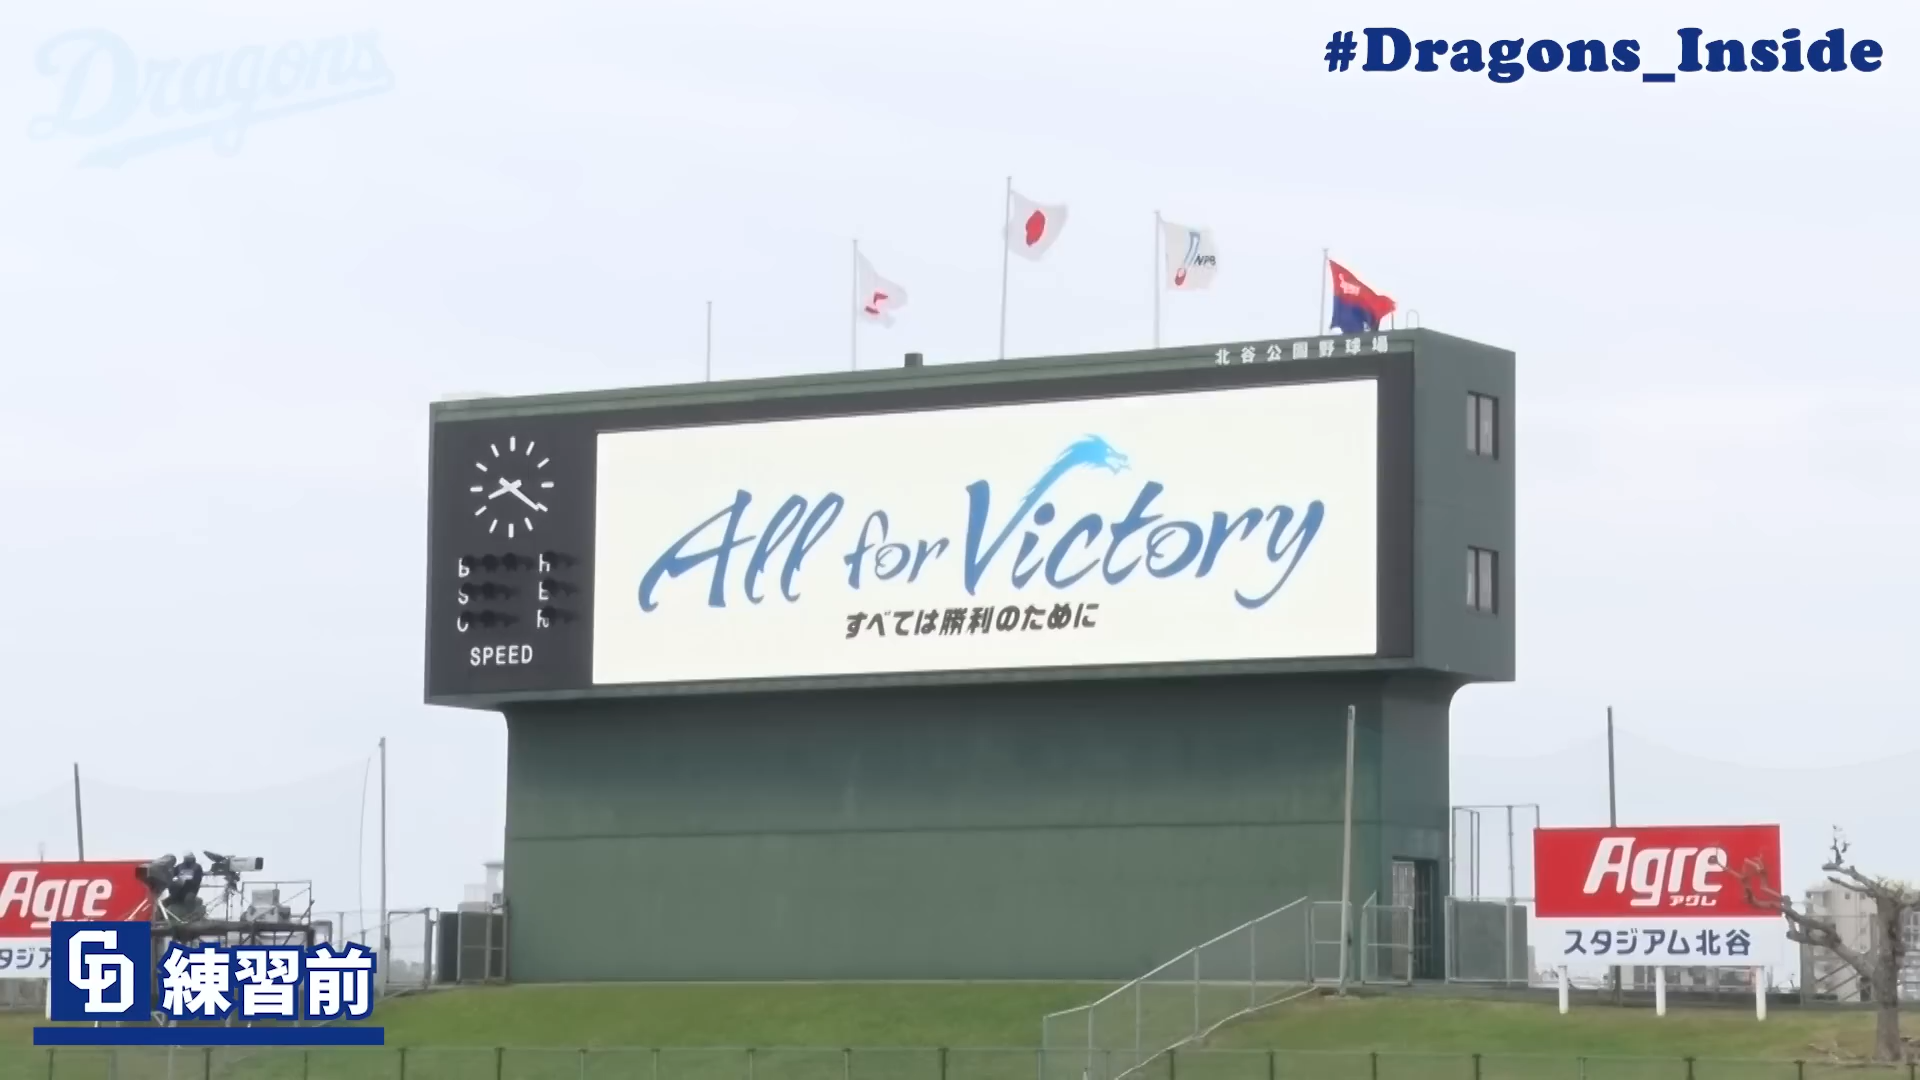 Dragons
#Dragons_Inside
NPB
北谷公園野球場
All for Victory
すべては勝利のために
SPEED
Agre
アグレ
スタジアム北谷
Agre
CD 練習前